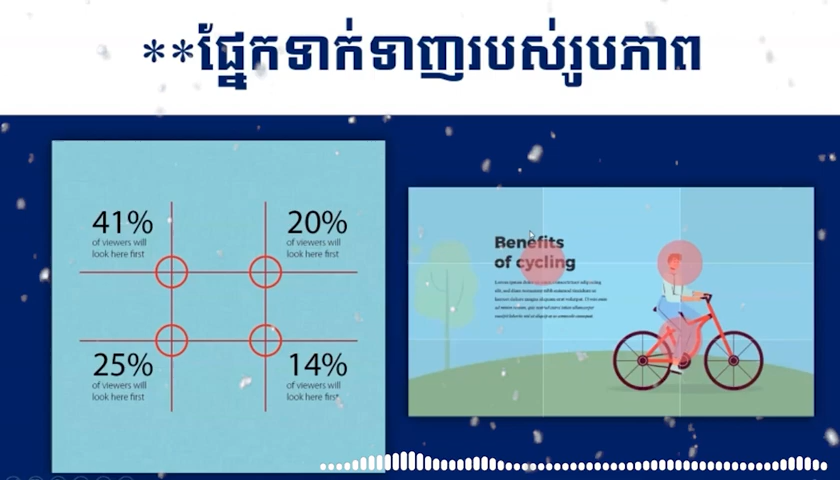 **ផ្នែកទាក់ទាញរបស់រូបភាព
41%
of viewers will
look here first
20%
of viewers will
look here first
25%
of viewers will
look here first
14%
of viewers will
look here first
Benefits
of cycling